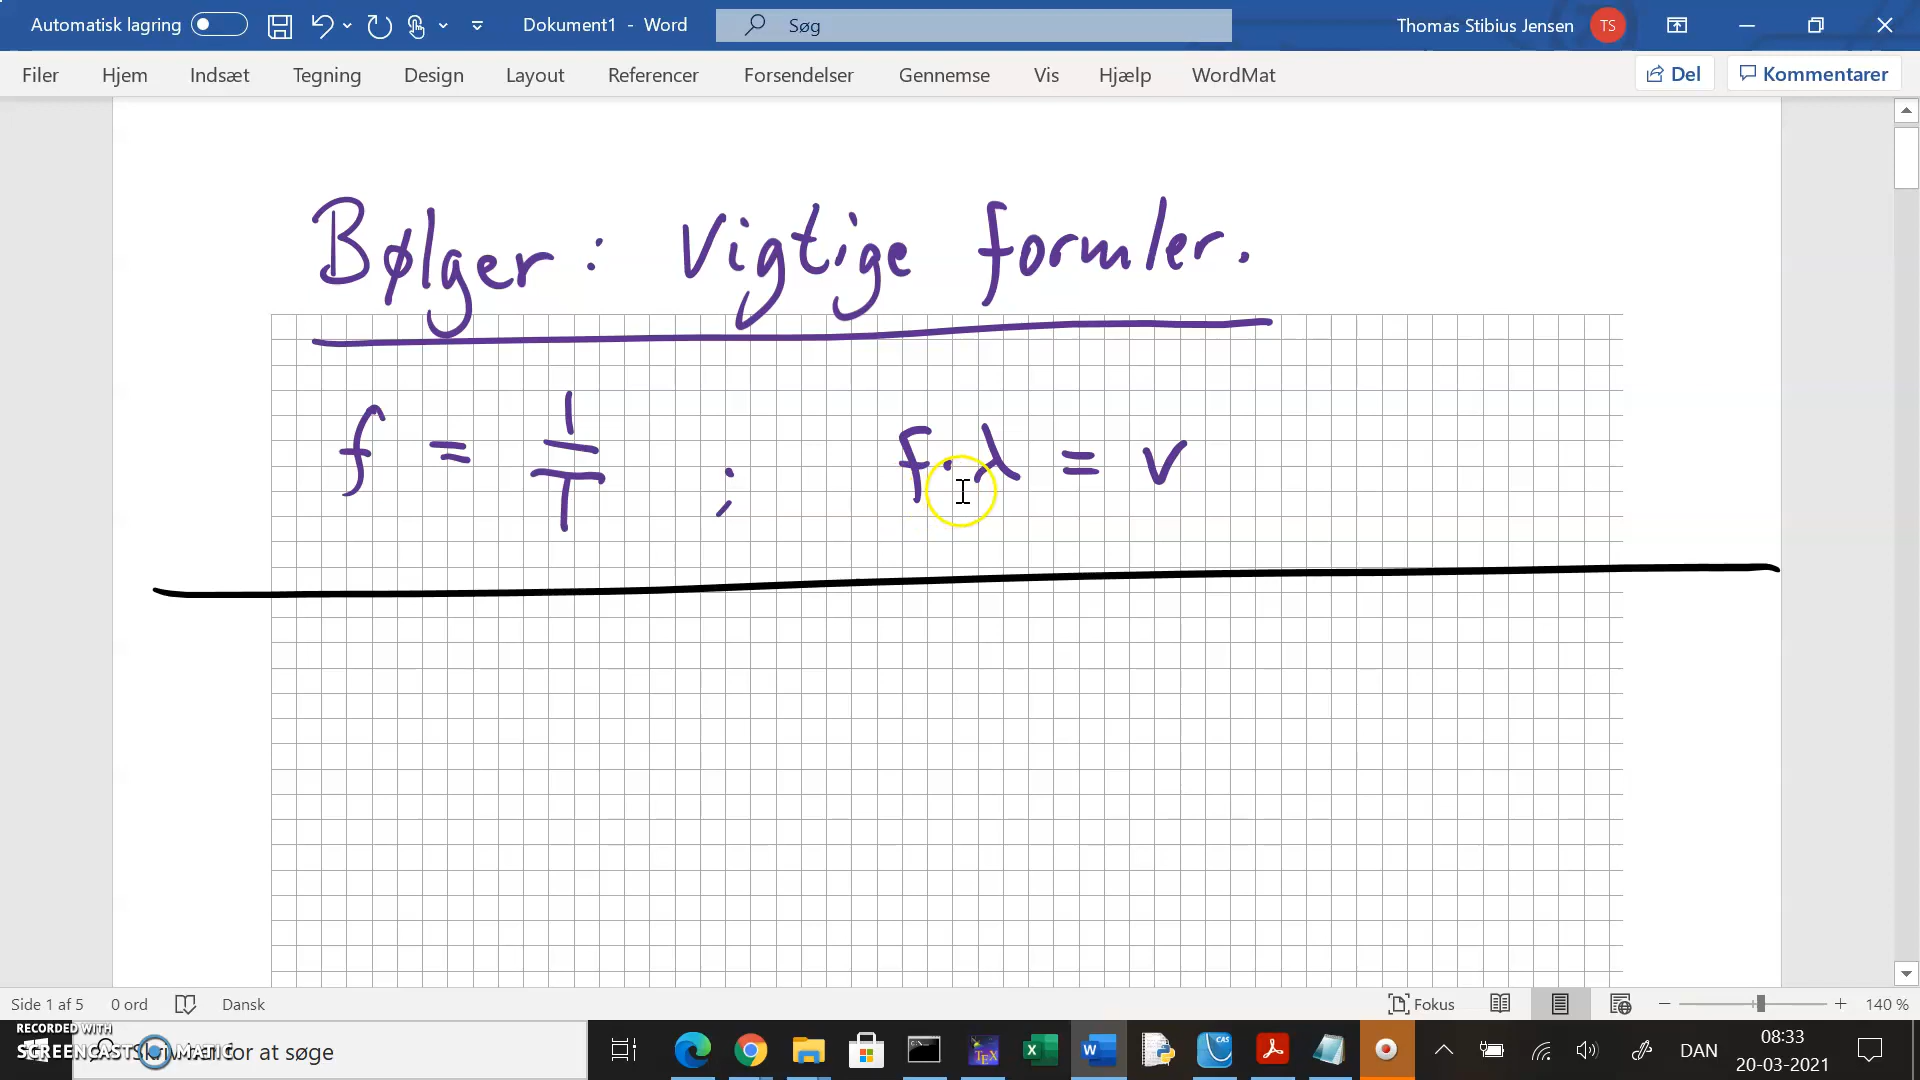 Automatisk lagring Dokument1 - Word Søg Thomas Stibius Jensen TS
Filer Hjem Indsæt Tegning Design Layout Referencer Forsendelser Gennemse Vis Hjælp WordMat Del Kommentarer
Bølger: Vigtige formler.
f = 1/T ; f·λ = v
Side 1 af 5 0 ord Dansk Fokus 140 %
RECORDED WITH
SCREENCAST-O-MATIC
for at søge
DAN 08:33
20-03-2021